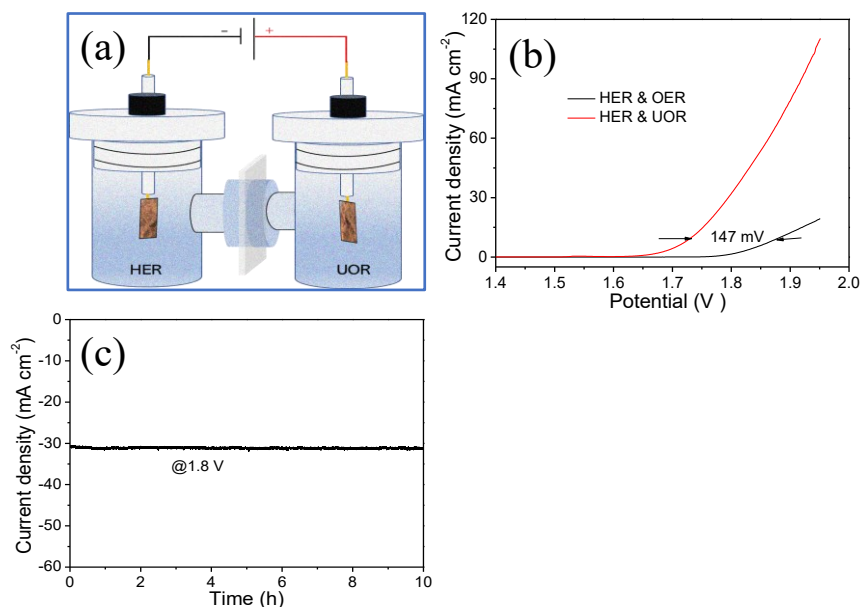 (a)
- +
HER
UOR
(b)
Current density (mA cm-2)
120
90
60
30
0
HER & OER
HER & UOR
147 mV
1.4 1.5 1.6 1.7 1.8 1.9 2.0
Potential (V )
(c)
Current density (mA cm-2)
0
-10
-20
-30
-40
-50
-60
@1.8 V
0 2 4 6 8 10
Time (h)